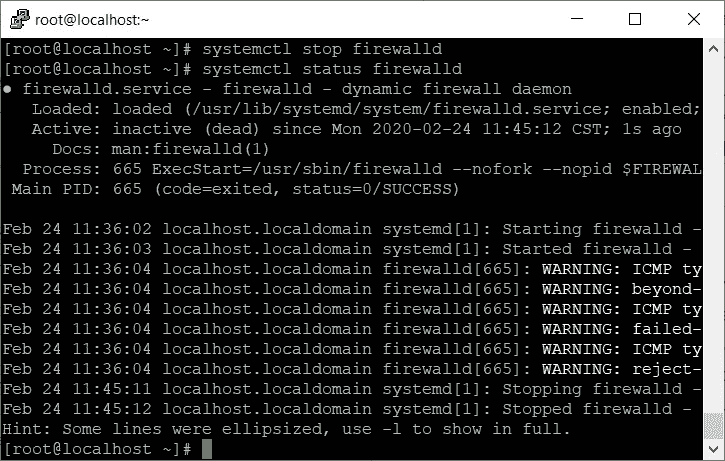 root@localhost:~
[root@localhost ~]# systemctl stop firewalld
[root@localhost ~]# systemctl status firewalld
● firewalld.service - firewalld - dynamic firewall daemon
   Loaded: loaded (/usr/lib/systemd/system/firewalld.service; enabled;
   Active: inactive (dead) since Mon 2020-02-24 11:45:12 CST; 1s ago
     Docs: man:firewalld(1)
  Process: 665 ExecStart=/usr/sbin/firewalld --nofork --nopid $FIREWAL
 Main PID: 665 (code=exited, status=0/SUCCESS)

Feb 24 11:36:02 localhost.localdomain systemd[1]: Starting firewalld -
Feb 24 11:36:03 localhost.localdomain systemd[1]: Started firewalld -
Feb 24 11:36:04 localhost.localdomain firewalld[665]: WARNING: ICMP ty
Feb 24 11:36:04 localhost.localdomain firewalld[665]: WARNING: beyond-
Feb 24 11:36:04 localhost.localdomain firewalld[665]: WARNING: ICMP ty
Feb 24 11:36:04 localhost.localdomain firewalld[665]: WARNING: failed-
Feb 24 11:36:04 localhost.localdomain firewalld[665]: WARNING: ICMP ty
Feb 24 11:36:04 localhost.localdomain firewalld[665]: WARNING: reject-
Feb 24 11:45:11 localhost.localdomain systemd[1]: Stopping firewalld -
Feb 24 11:45:12 localhost.localdomain systemd[1]: Stopped firewalld -
Hint: Some lines were ellipsized, use -l to show in full.
[root@localhost ~]#